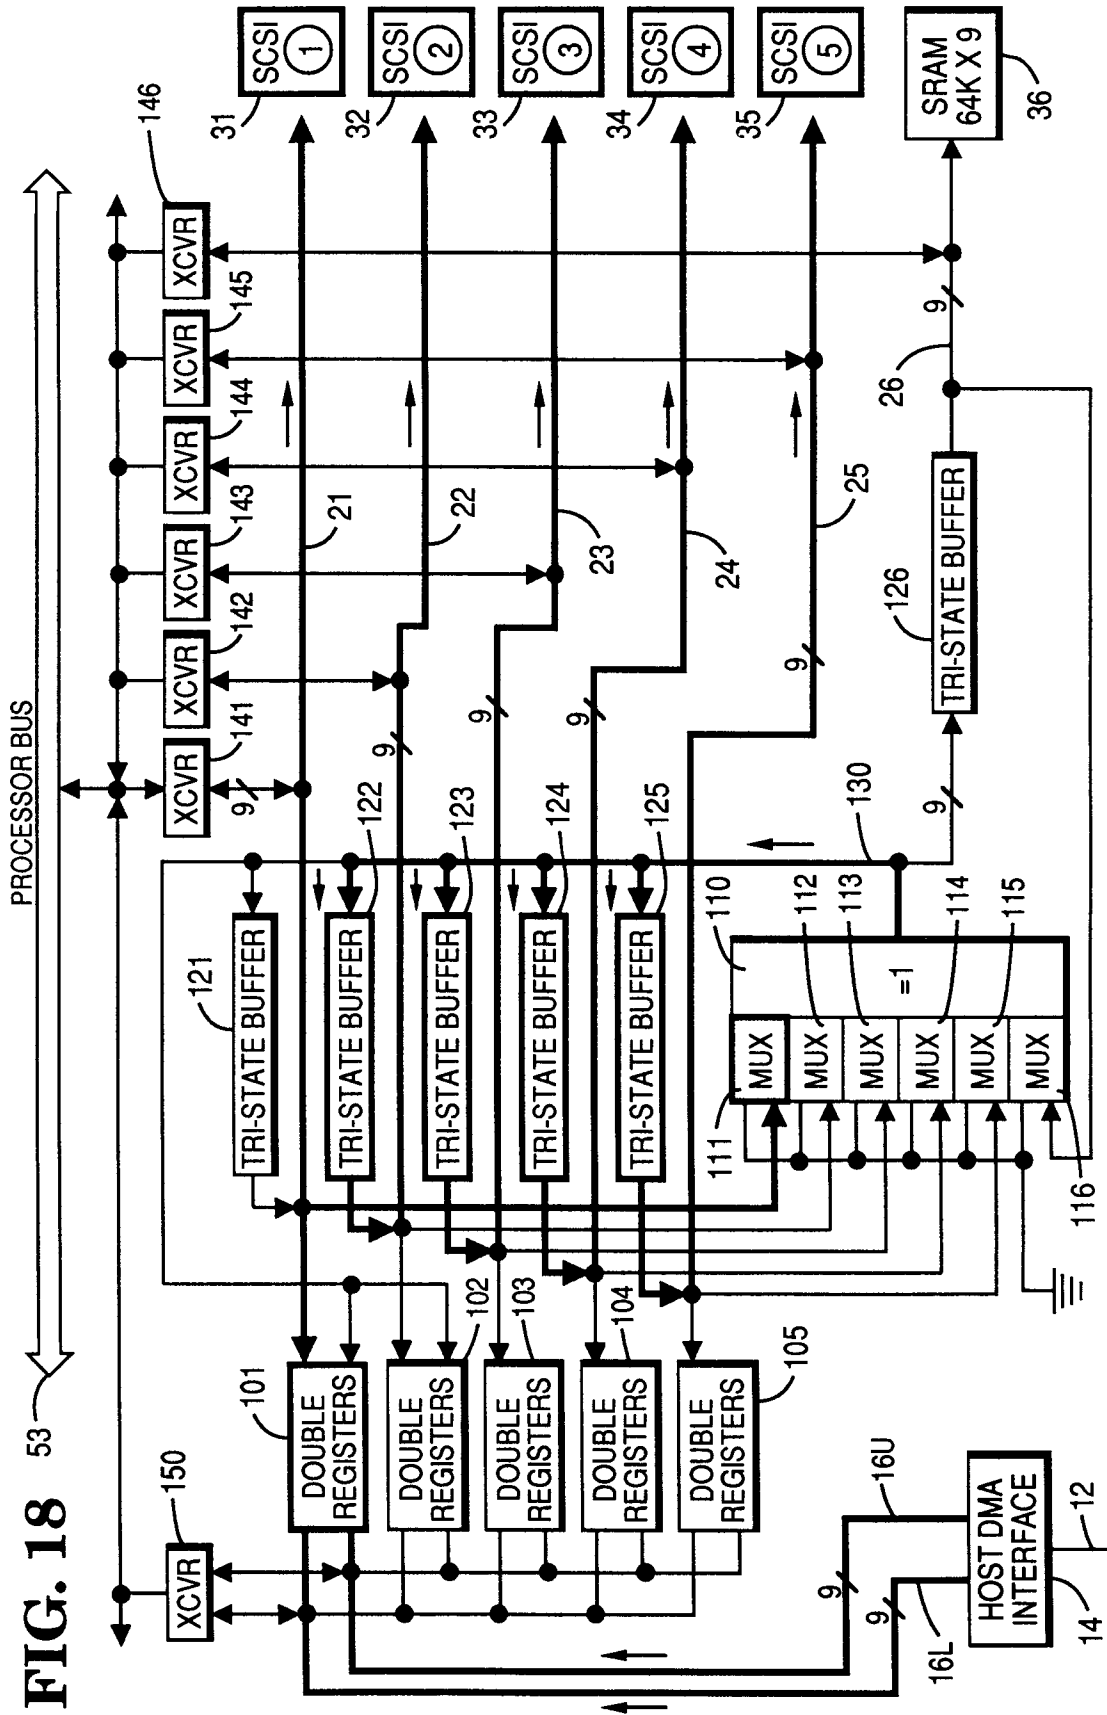 FIG. 18
53
PROCESSOR BUS
150
XCVR
XCVR
141
XCVR
142
XCVR
143
XCVR
144
XCVR
145
XCVR
146
9
31
SCSI
1
32
SCSI
2
33
SCSI
3
34
SCSI
4
35
SCSI
5
SRAM
64K X 9
36
21
22
23
24
25
26
9
9
9
9
9
9
121
TRI-STATE BUFFER
122
TRI-STATE BUFFER
123
TRI-STATE BUFFER
124
TRI-STATE BUFFER
125
TRI-STATE BUFFER
126
TRI-STATE BUFFER
130
101
DOUBLE
REGISTERS
102
DOUBLE
REGISTERS
103
DOUBLE
REGISTERS
104
DOUBLE
REGISTERS
105
DOUBLE
REGISTERS
110
111
112
113
114
115
116
MUX
MUX
MUX
MUX
MUX
MUX
=1
16U
16L
9
9
HOST DMA
INTERFACE
14
12